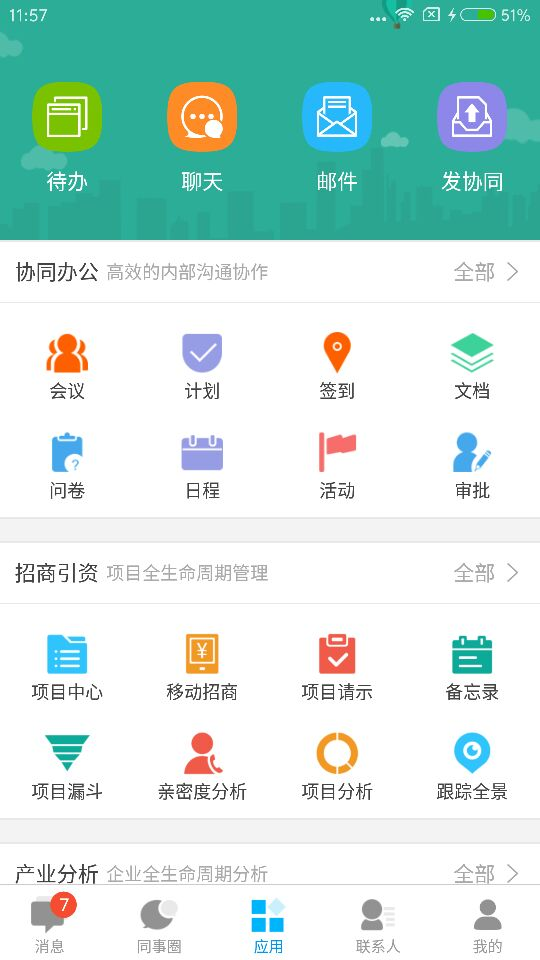 11:57
51%
待办 聊天 邮件 发协同
协同办公 高效的内部沟通协作 全部
会议 计划 签到 文档
?
问卷 日程 活动 审批
招商引资 项目全生命周期管理 全部
¥
项目中心 移动招商 项目请示 备忘录
项目漏斗 亲密度分析 项目分析 跟踪全景
产业分析 企业全生命周期分析 全部
7
消息 同事圈 应用 联系人 我的